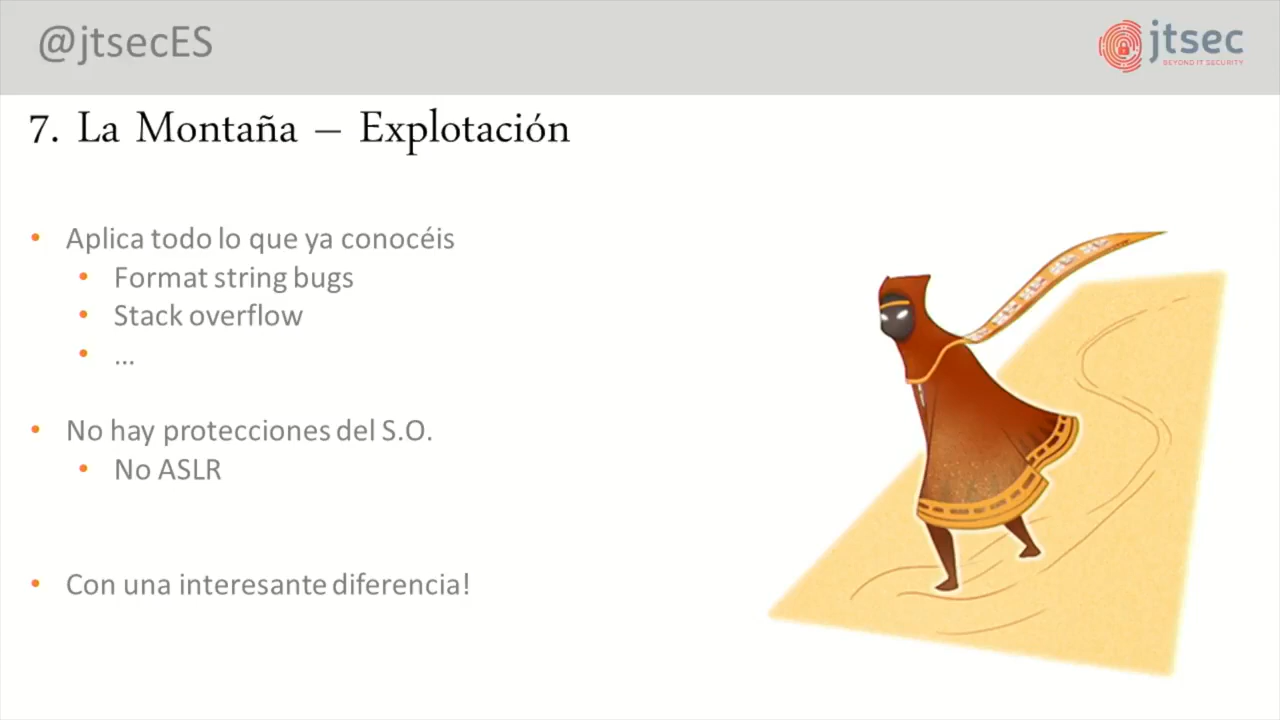 @jtsecES
jtsec
BEYOND IT SECURITY
7. La Montaña – Explotación
• Aplica todo lo que ya conocéis
• Format string bugs
• Stack overflow
• ...
• No hay protecciones del S.O.
• No ASLR
• Con una interesante diferencia!